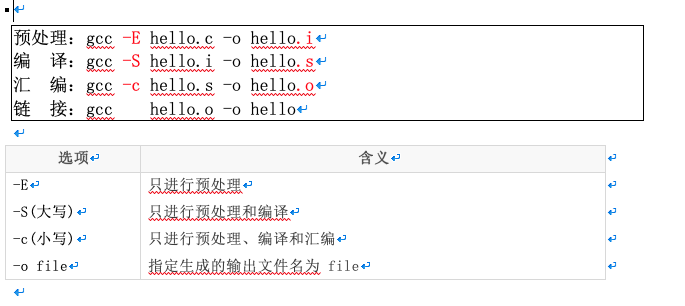 预处理：gcc -E hello.c -o hello.i
编　译：gcc -S hello.i -o hello.s
汇　编：gcc -c hello.s -o hello.o
链　接：gcc    hello.o -o hello
选项 含义
-E 只进行预处理
-S(大写) 只进行预处理和编译
-c(小写) 只进行预处理、编译和汇编
-o file 指定生成的输出文件名为 file